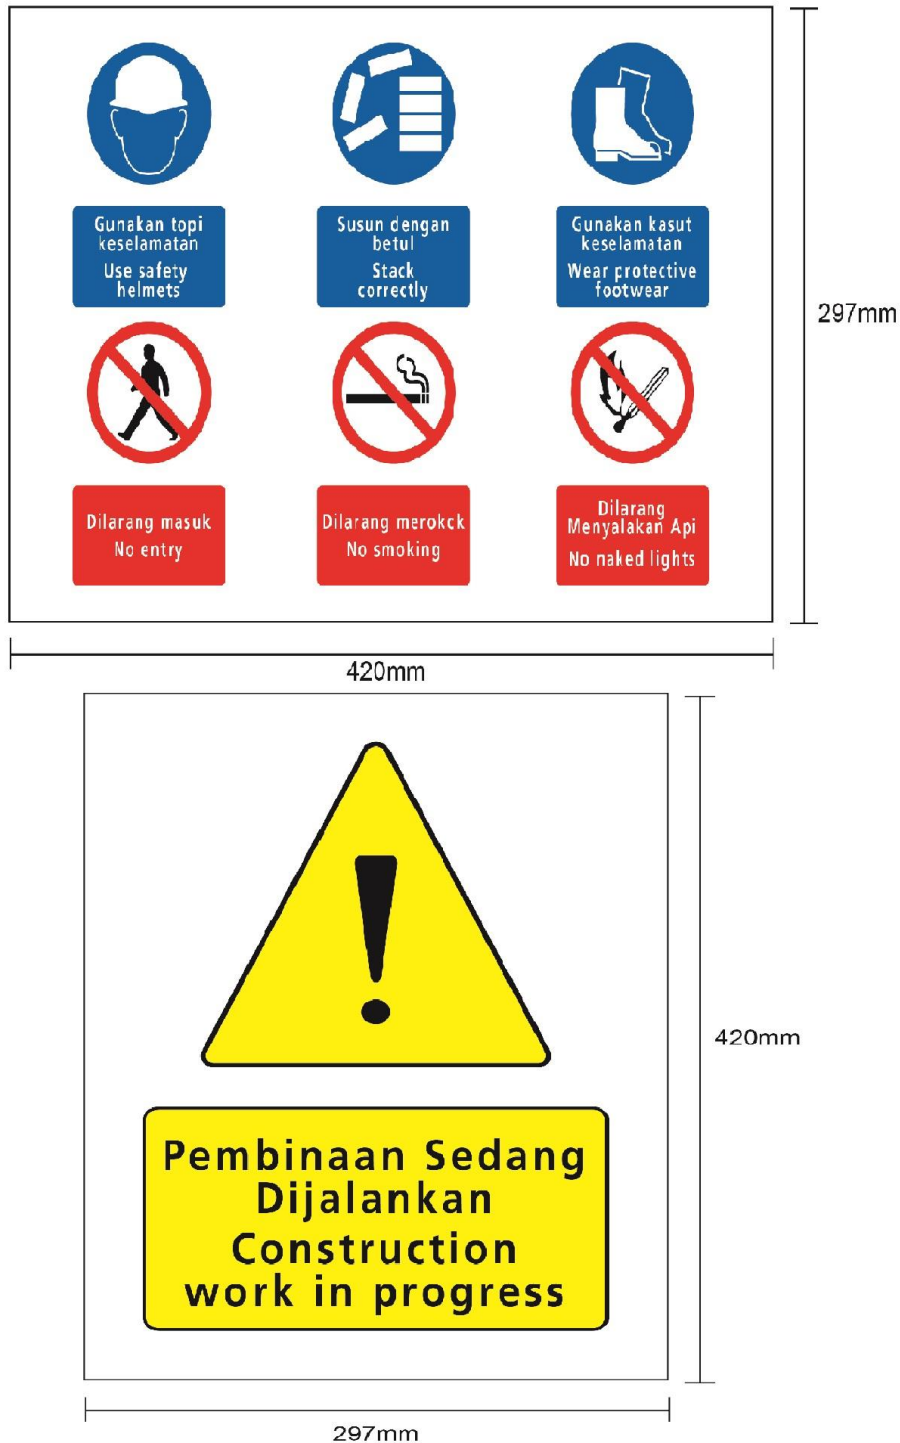 Gunakan topi
keselamatan
Use safety
helmets
Susun dengan
betul
Stack
correctly
Gunakan kasut
keselamatan
Wear protective
footwear
297mm
Dilarang masuk
No entry
Dilarang merokck
No smoking
Dilarang
Menyalakan Api
No naked lights
420mm
420mm
Pembinaan Sedang
Dijalankan
Construction
work in progress
297mm